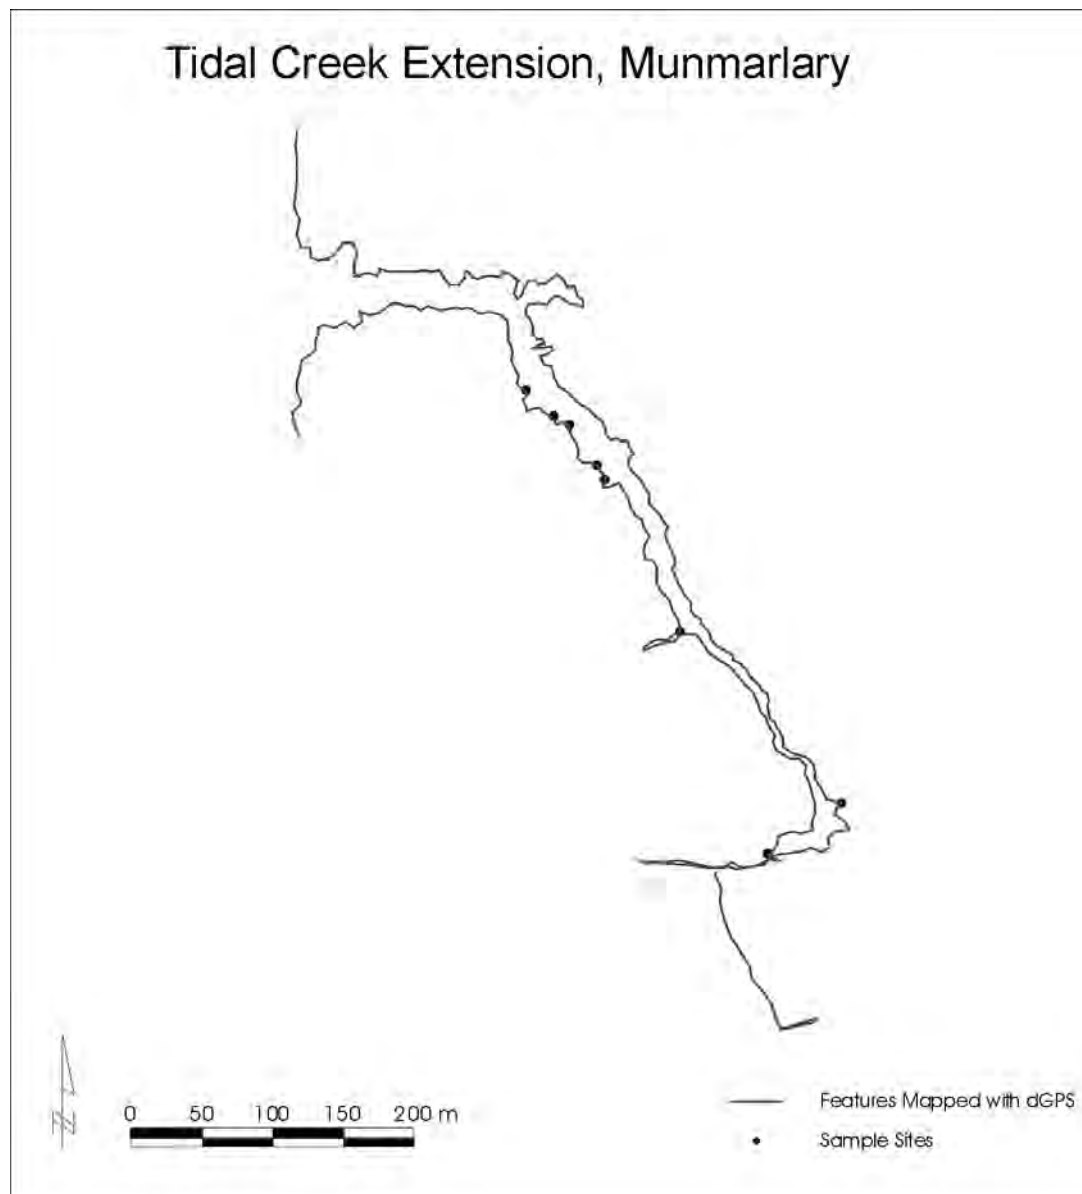 Tidal Creek Extension, Munmarlary
0 50 100 150 200 m
Features Mapped with dGPS
Sample Sites